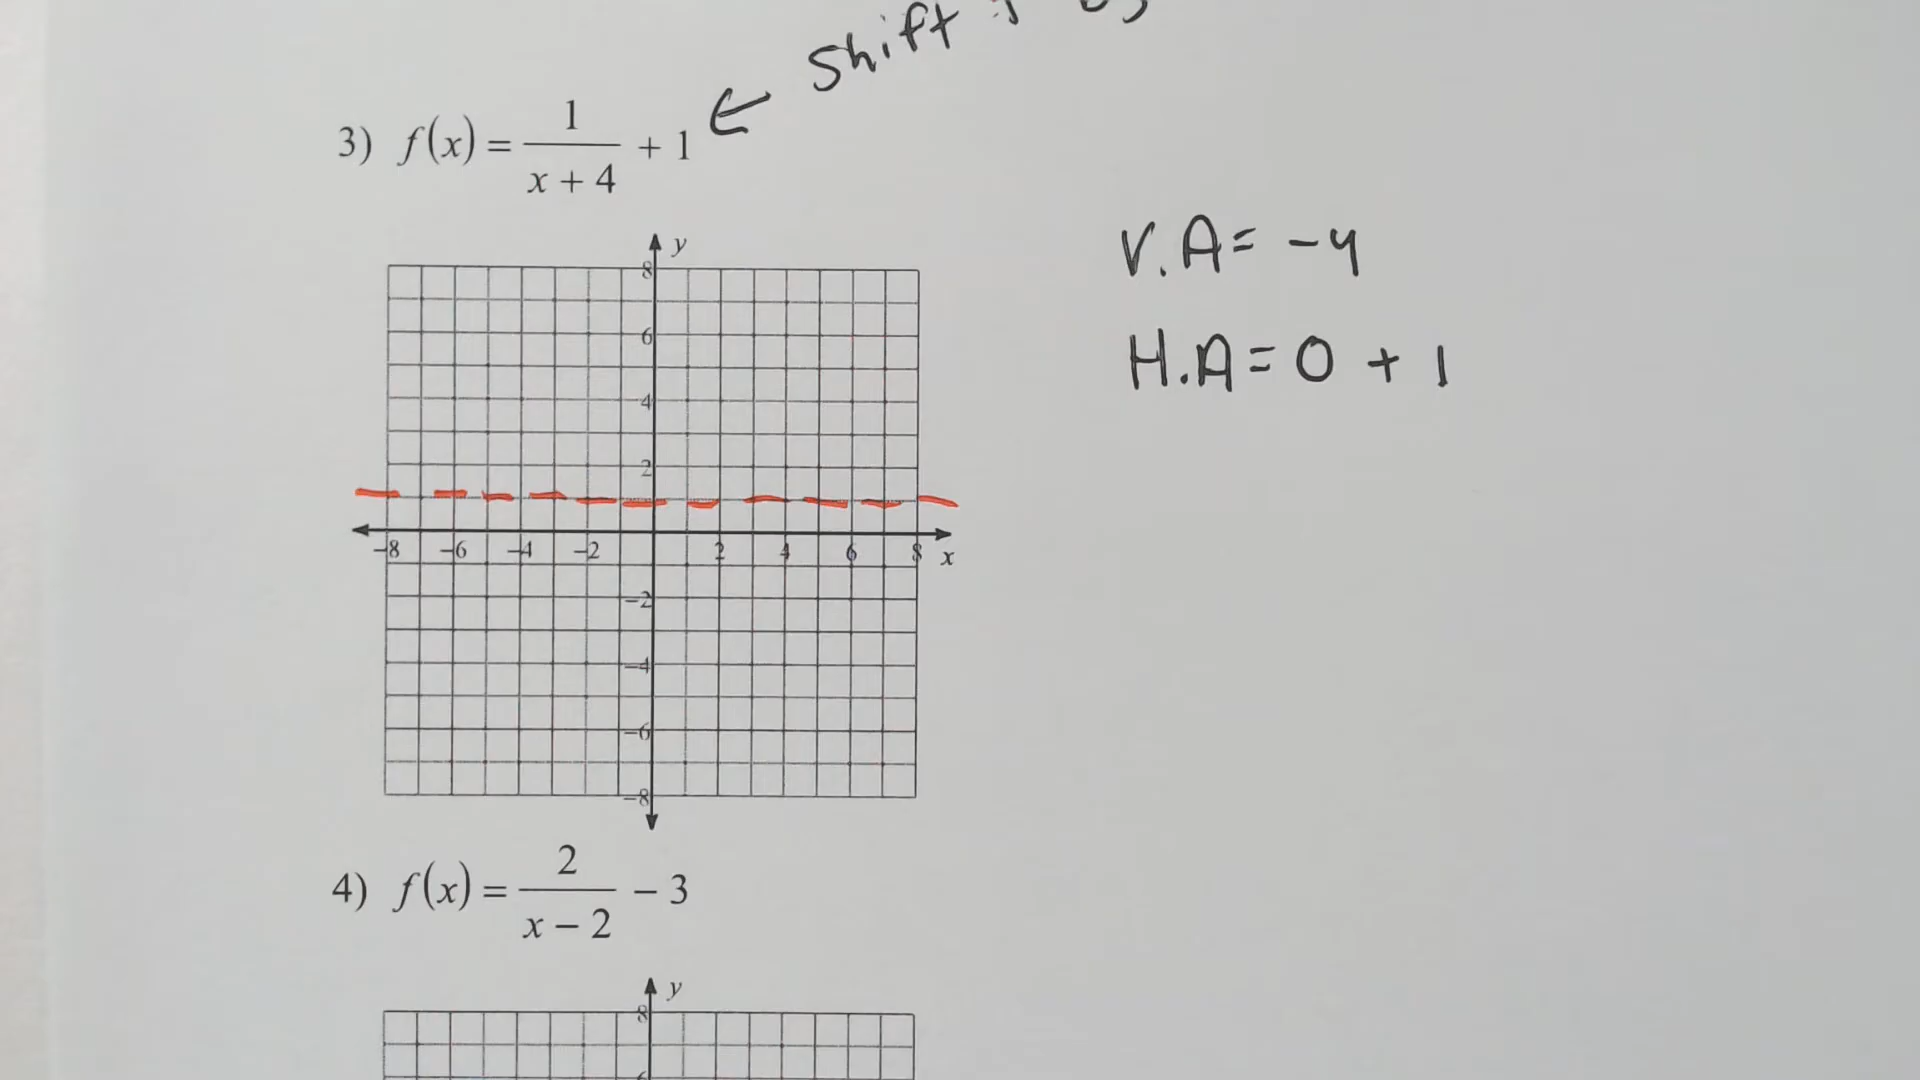 shift
3) f(x) = 1/(x + 4) + 1
V.A = -4
H.A = 0 + 1
y
8
6
4
2
-8 -6 -4 -2 2 4 6 8 x
-2
-4
-6
-8
4) f(x) = 2/(x - 2) - 3
y
8